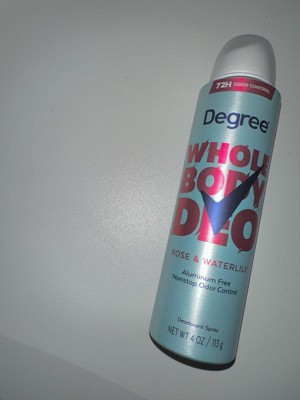 72H ODOR CONTROL
Degree
WHOLE
BODY
DEO
ROSE & WATERLILY
Aluminum Free
Nonstop Odor Control
Deodorant Spray
NET WT 4 OZ / 113 g